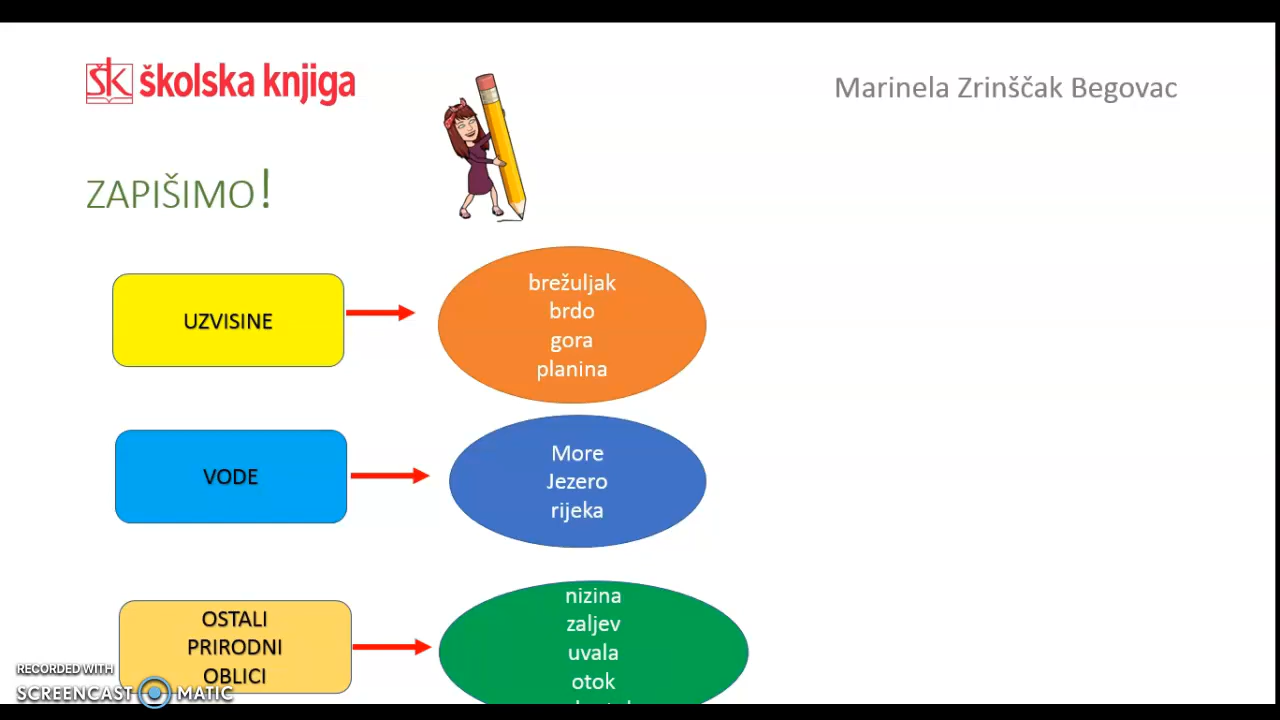 ŠK školska knjiga
Marinela Zrinščak Begovac
ZAPIŠIMO!
UZVISINE
brežuljak
brdo
gora
planina
VODE
More
Jezero
rijeka
OSTALI
PRIRODNI
OBLICI
nizina
zaljev
uvala
otok
RECORDED WITH
SCREENCAST MATIC